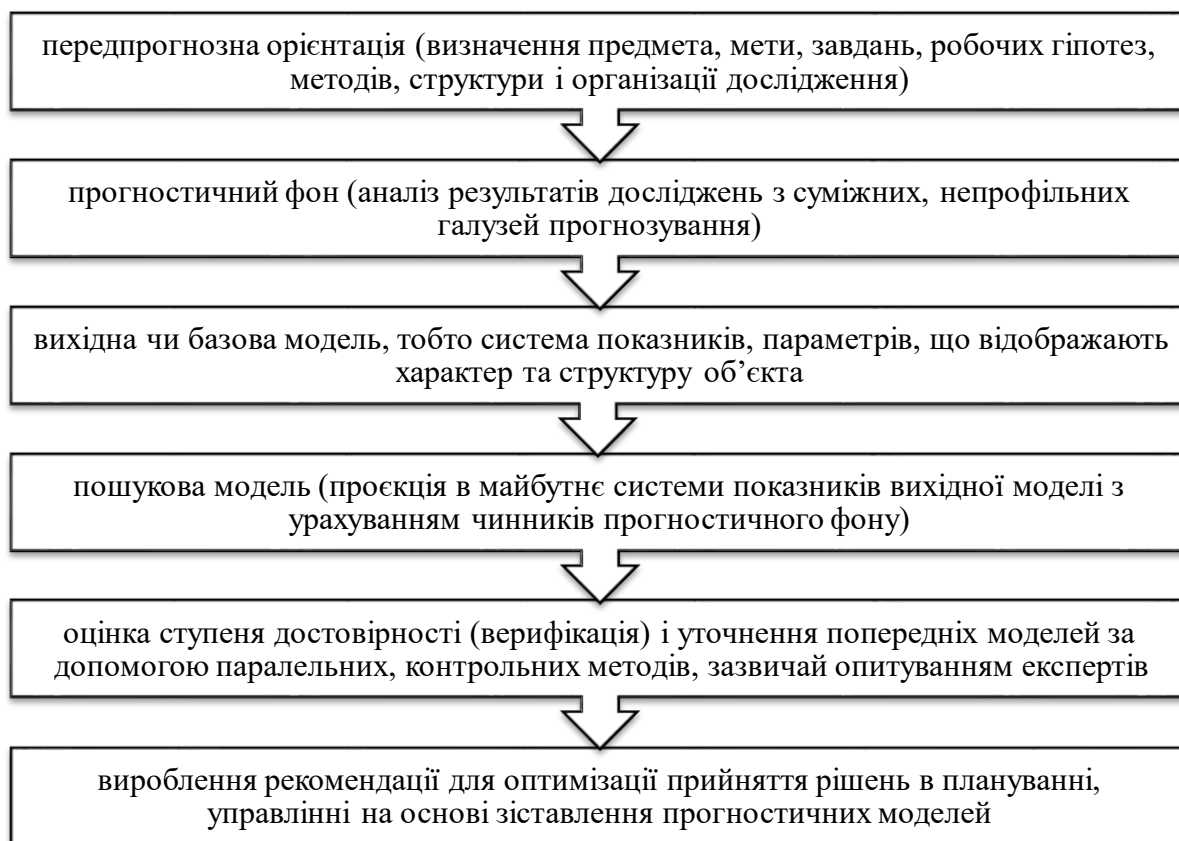 передпрогнозна орієнтація (визначення предмета, мети, завдань, робочих гіпотез,
методів, структури і організації дослідження)
прогностичний фон (аналіз результатів досліджень з суміжних, непрофільних
галузей прогнозування)
вихідна чи базова модель, тобто система показників, параметрів, що відображають
характер та структуру об’єкта
пошукова модель (проєкція в майбутнє системи показників вихідної моделі з
урахуванням чинників прогностичного фону)
оцінка ступеня достовірності (верифікація) і уточнення попередніх моделей за
допомогою паралельних, контрольних методів, зазвичай опитуванням експертів
вироблення рекомендації для оптимізації прийняття рішень в плануванні,
управлінні на основі зіставлення прогностичних моделей